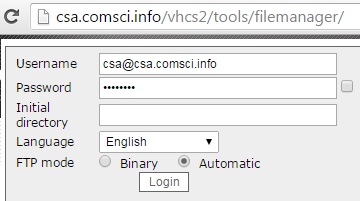 csa.comsci.info/vhcs2/tools/filemanager/
Username csa@csa.comsci.info
Password ••••••••
Initial
directory
Language English
FTP mode Binary Automatic
Login